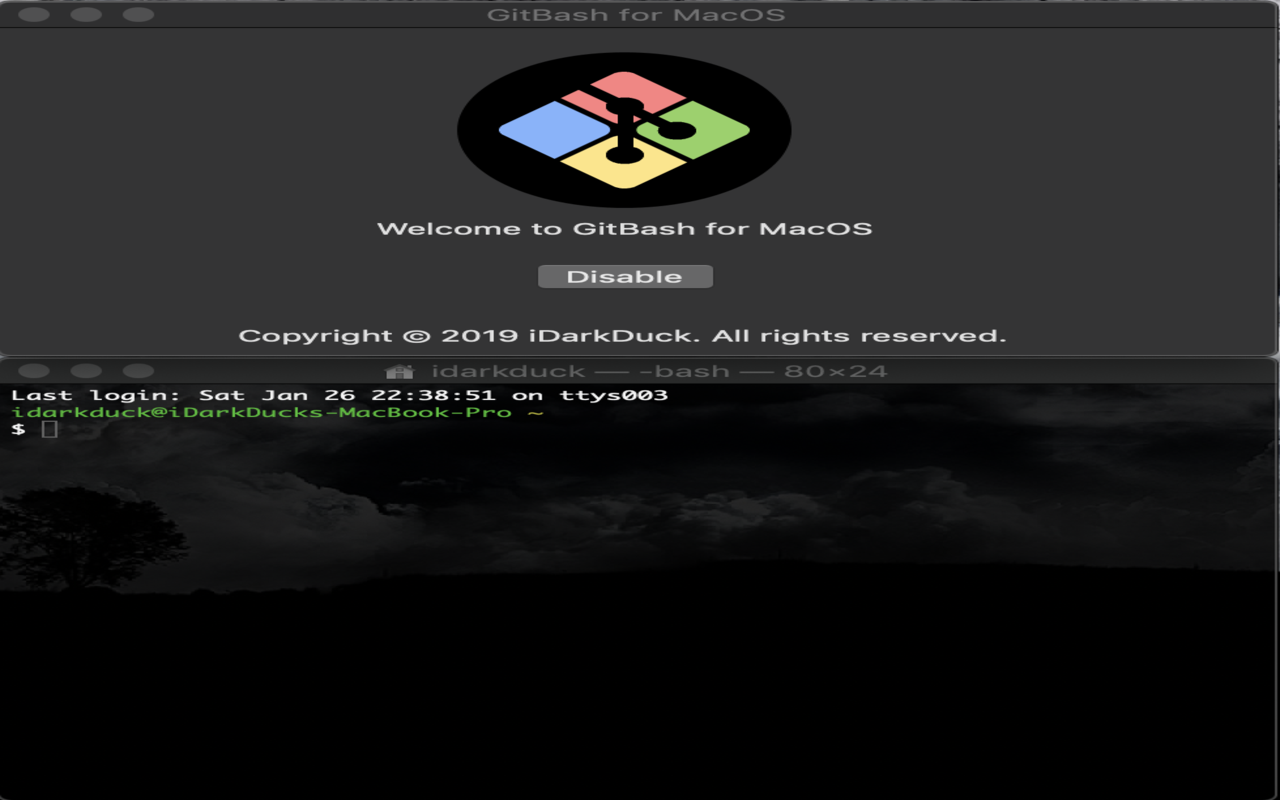 GitBash for MacOS
Welcome to GitBash for MacOS
Disable
Copyright © 2019 iDarkDuck. All rights reserved.
idarkduck — -bash — 80×24
Last login: Sat Jan 26 22:38:51 on ttys003
idarkduck@iDarkDucks-MacBook-Pro ~
$